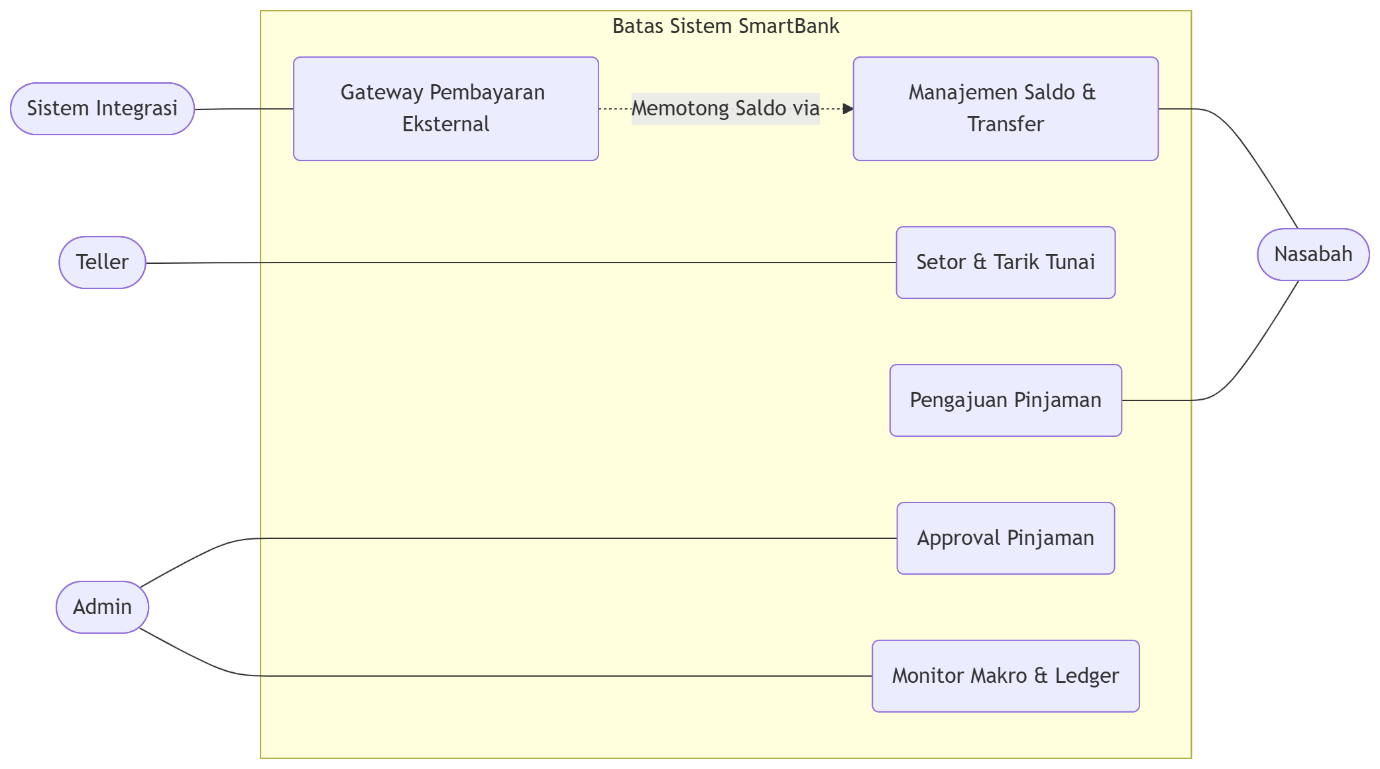 Batas Sistem SmartBank
Sistem Integrasi
Gateway Pembayaran
Eksternal
Memotong Saldo via
Manajemen Saldo &
Transfer
Teller
Setor & Tarik Tunai
Nasabah
Pengajuan Pinjaman
Approval Pinjaman
Admin
Monitor Makro & Ledger